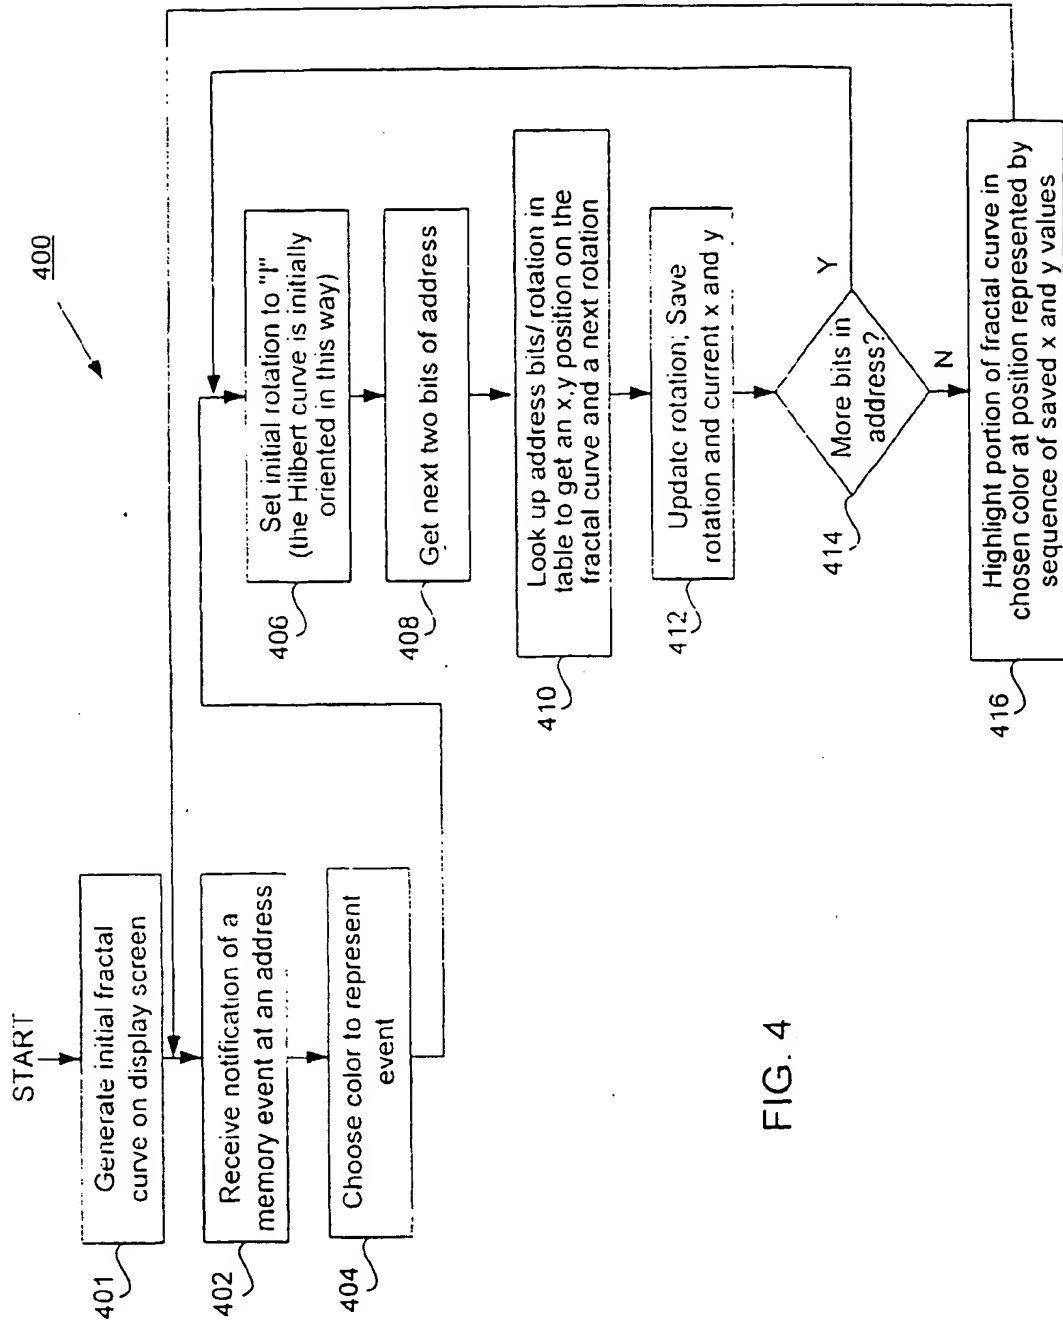 400
START
Generate initial fractal
curve on display screen
401
Receive notification of a
memory event at an address
402
Choose color to represent
event
404
Set initial rotation to "I"
(the Hilbert curve is initially
oriented in this way)
406
Get next two bits of address
408
Look up address bits/ rotation in
table to get an x,y position on the
fractal curve and a next rotation
410
Update rotation; Save
rotation and current x and y
412
More bits in
address?
414
Y
N
Highlight portion of fractal curve in
chosen color at position represented by
sequence of saved x and y values
416
FIG. 4